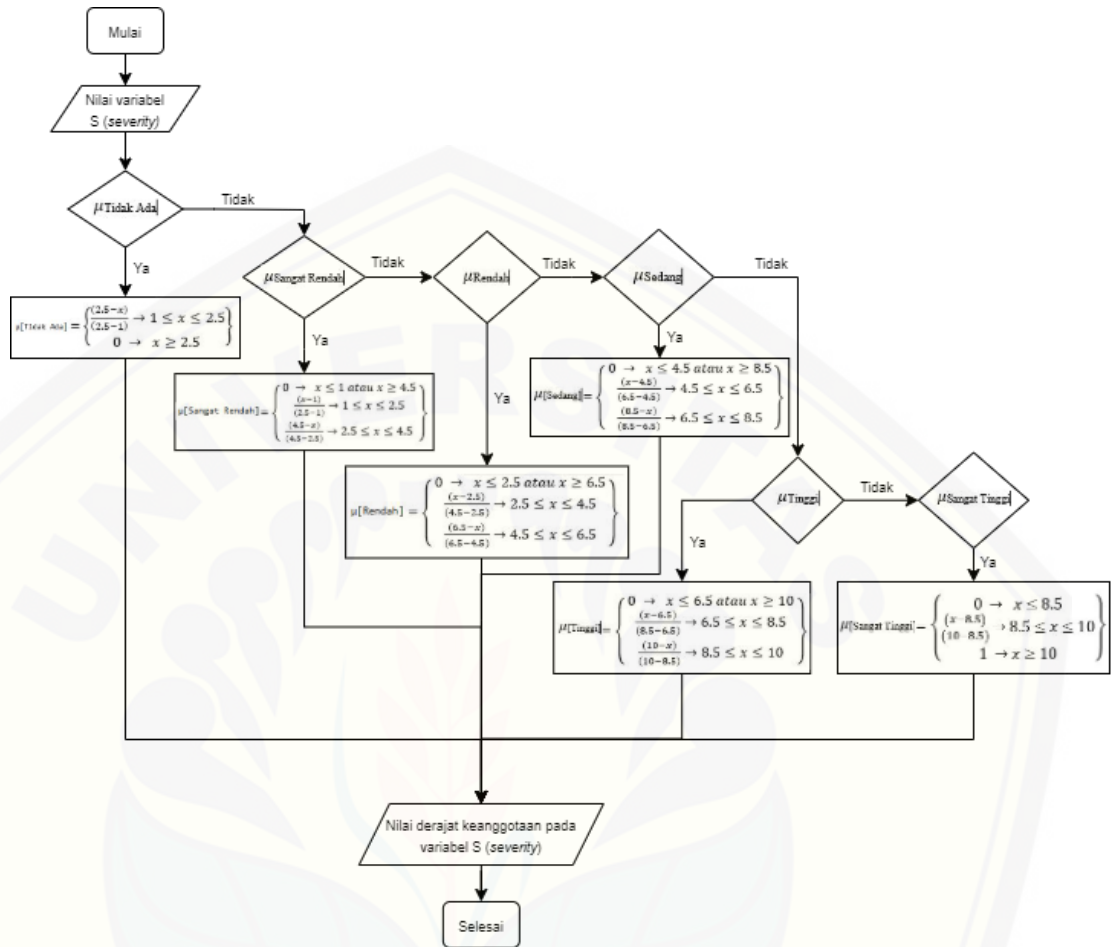 Mulai
Nilai variabel
S (severity)
μTidak Ada
Tidak
Ya
μ[Tidak Ada] = {(2.5−x)/(2.5−1) → 1 ≤ x ≤ 2.5
0 → x ≥ 2.5}
μSangat Rendah
Tidak
Ya
μ[Sangat Rendah] = {0 → x ≤ 1 atau x ≥ 4.5
(x−1)/(2.5−1) → 1 ≤ x ≤ 2.5
(4.5−x)/(4.5−2.5) → 2.5 ≤ x ≤ 4.5}
μRendah
Tidak
Ya
μ[Rendah] = {0 → x ≤ 2.5 atau x ≥ 6.5
(x−2.5)/(4.5−2.5) → 2.5 ≤ x ≤ 4.5
(6.5−x)/(6.5−4.5) → 4.5 ≤ x ≤ 6.5}
μSedang
Tidak
Ya
μ[Sedang] = {0 → x ≤ 4.5 atau x ≥ 8.5
(x−4.5)/(6.5−4.5) → 4.5 ≤ x ≤ 6.5
(8.5−x)/(8.5−6.5) → 6.5 ≤ x ≤ 8.5}
μTinggi
Tidak
Ya
μ[Tinggi] = {0 → x ≤ 6.5 atau x ≥ 10
(x−6.5)/(8.5−6.5) → 6.5 ≤ x ≤ 8.5
(10−x)/(10−8.5) → 8.5 ≤ x ≤ 10}
μSangat Tinggi
Ya
μ[Sangat Tinggi] = {0 → x ≤ 8.5
(x−8.5)/(10−8.5) → 8.5 ≤ x ≤ 10
1 → x ≥ 10}
Nilai derajat keanggotaan pada
variabel S (severity)
Selesai
UNIVERSITAS